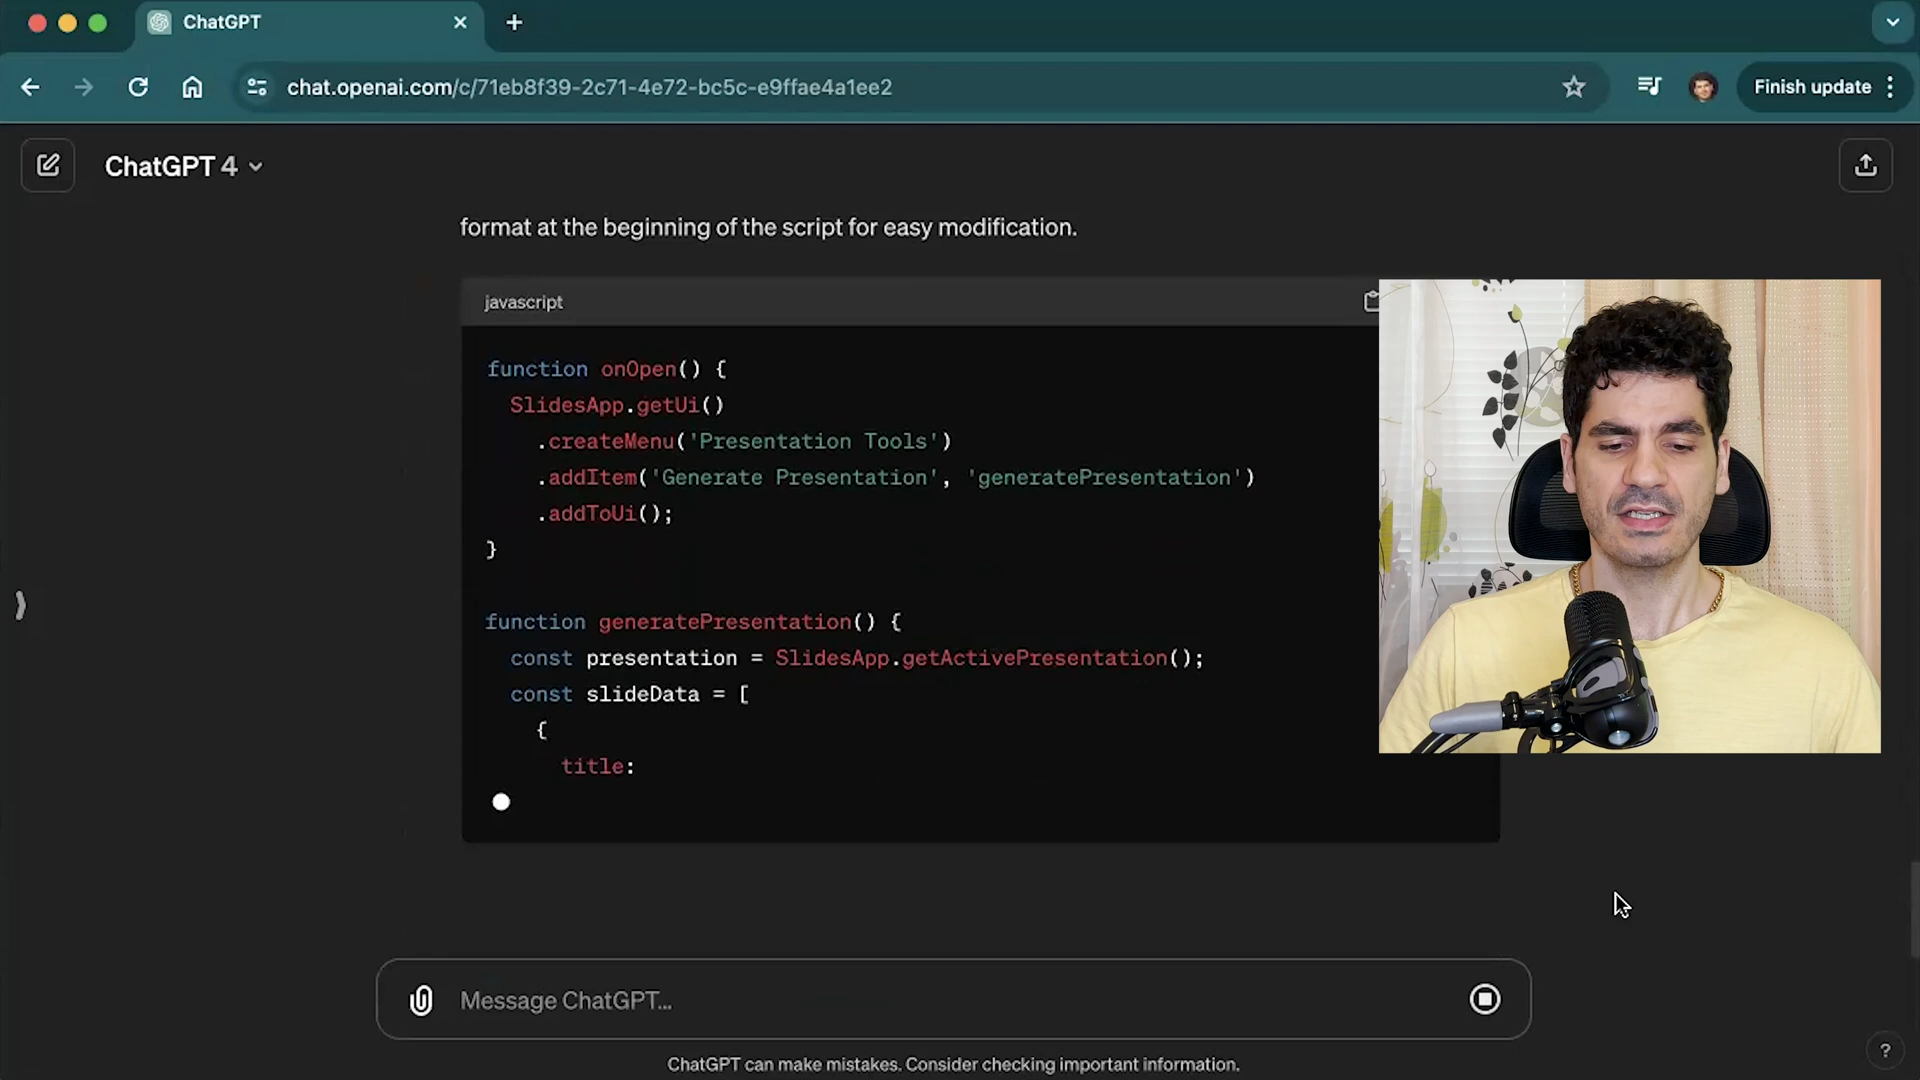 ChatGPT
chat.openai.com/c/71eb8f39-2c71-4e72-bc5c-e9ffae4a1ee2
Finish update
ChatGPT 4
format at the beginning of the script for easy modification.
javascript
function onOpen() {
SlidesApp.getUi()
.createMenu('Presentation Tools')
.addItem('Generate Presentation', 'generatePresentation')
.addToUi();
}
function generatePresentation() {
const presentation = SlidesApp.getActivePresentation();
const slideData = [
{
title:
Message ChatGPT...
ChatGPT can make mistakes. Consider checking important information.
?